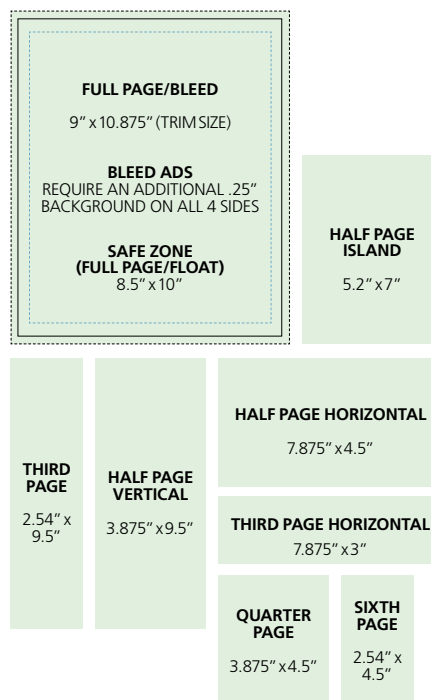 FULL PAGE/BLEED
9" x 10.875" (TRIM SIZE)
BLEED ADS
REQUIRE AN ADDITIONAL .25"
BACKGROUND ON ALL 4 SIDES
SAFE ZONE
(FULL PAGE/FLOAT)
8.5" x 10"
HALF PAGE
ISLAND
5.2" x 7"
THIRD
PAGE
2.54" x
9.5"
HALF PAGE
VERTICAL
3.875" x 9.5"
HALF PAGE HORIZONTAL
7.875" x 4.5"
THIRD PAGE HORIZONTAL
7.875" x 3"
QUARTER
PAGE
3.875" x 4.5"
SIXTH
PAGE
2.54" x
4.5"